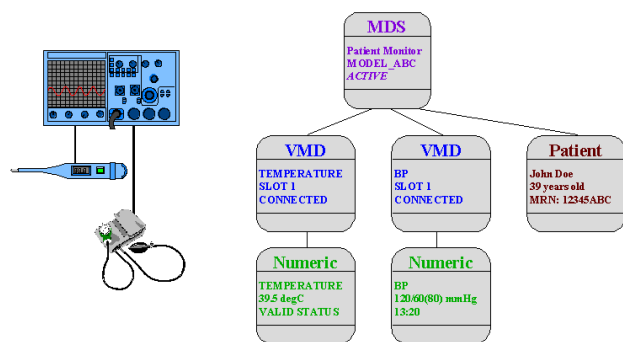 MDS
Patient Monitor
MODEL_ABC
ACTIVE
VMD
TEMPERATURE
SLOT 1
CONNECTED
VMD
BP
SLOT 1
CONNECTED
Patient
John Doe
39 years old
MRN: 12345ABC
Numeric
TEMPERATURE
39.5 degC
VALID STATUS
Numeric
BP
120/60(80) mmHg
13:20